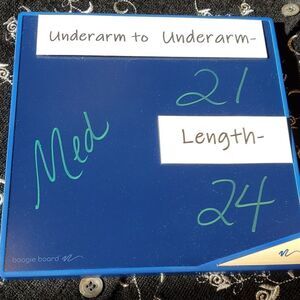 Underarm to Underarm-
21
Length-
Med
24
boogie board